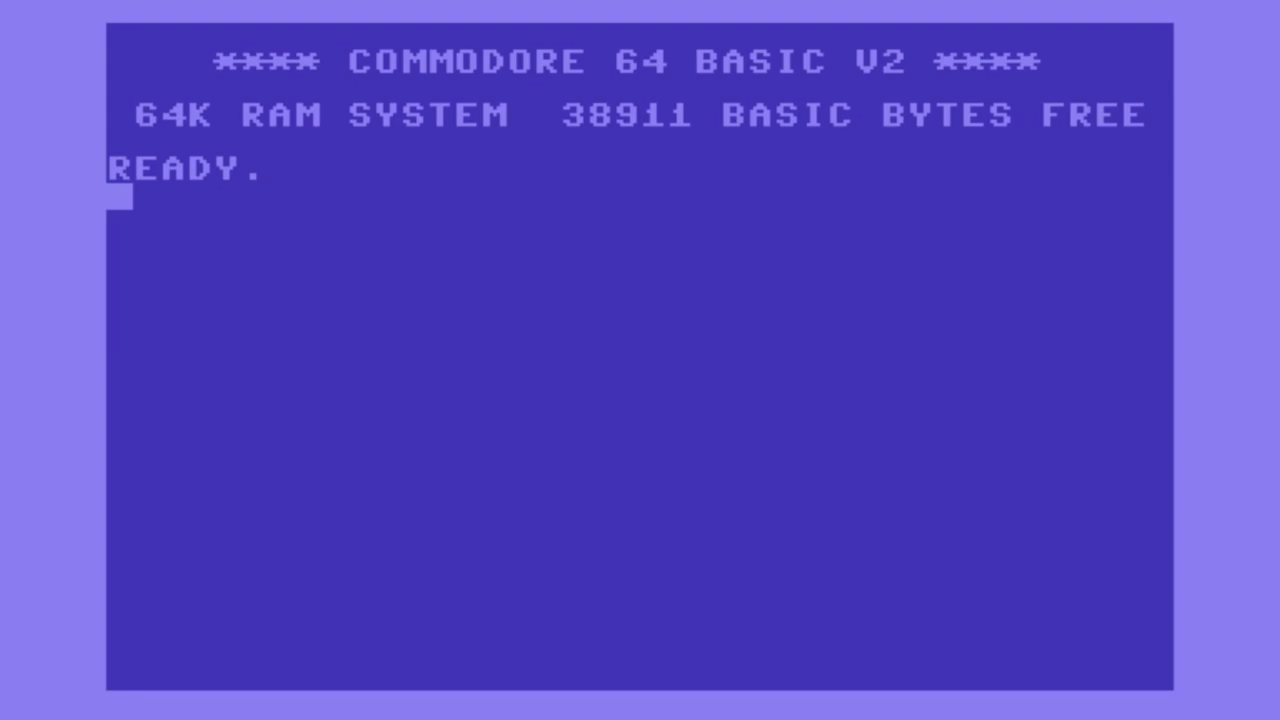 **** COMMODORE 64 BASIC V2 ****
64K RAM SYSTEM  38911 BASIC BYTES FREE
READY.